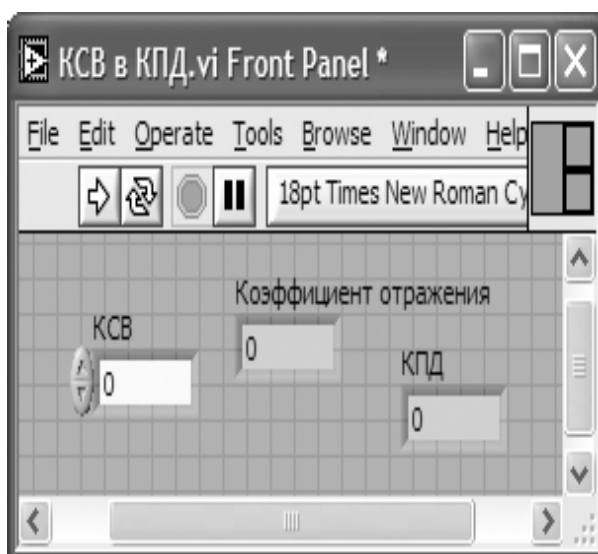 КСВ в КПД.vi Front Panel *
File Edit Operate Tools Browse Window Help
18pt Times New Roman Cy
Коэффициент отражения
КСВ
0
КПД
0
0